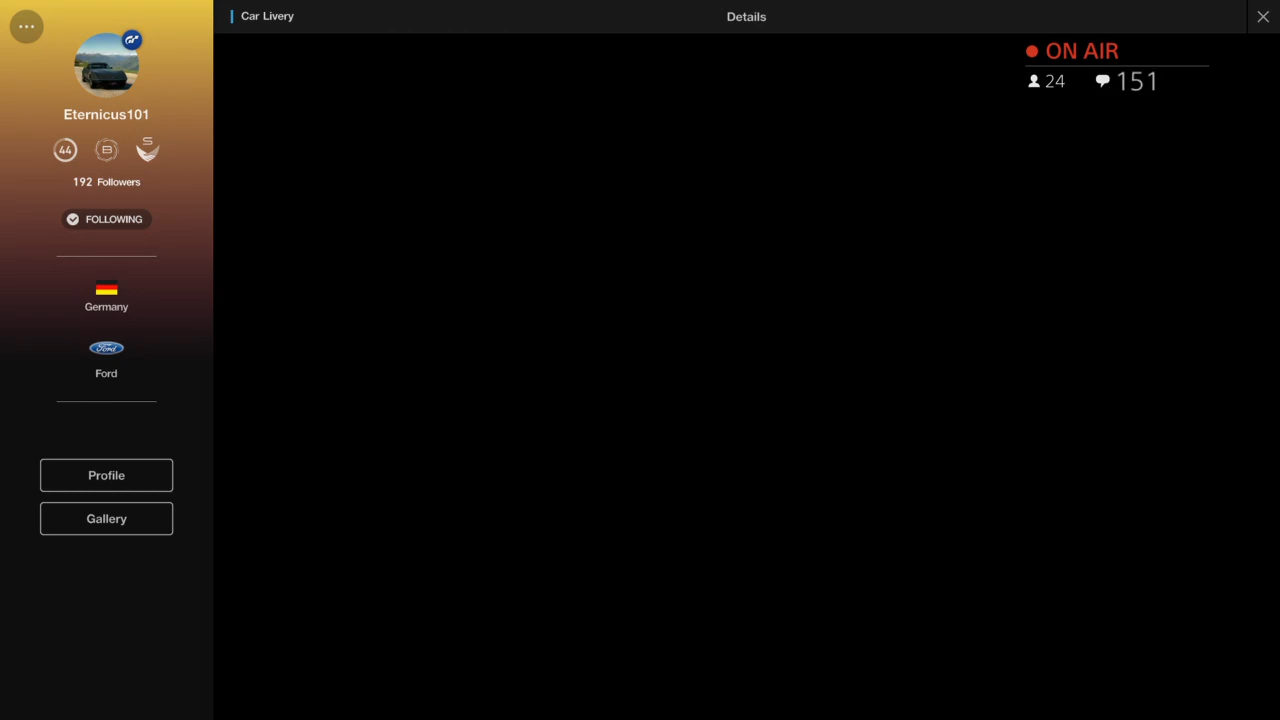 Car Livery
Details
ON AIR
24
151
Eternicus101
44
B
S
192 Followers
FOLLOWING
Germany
Ford
Ford
Profile
Gallery